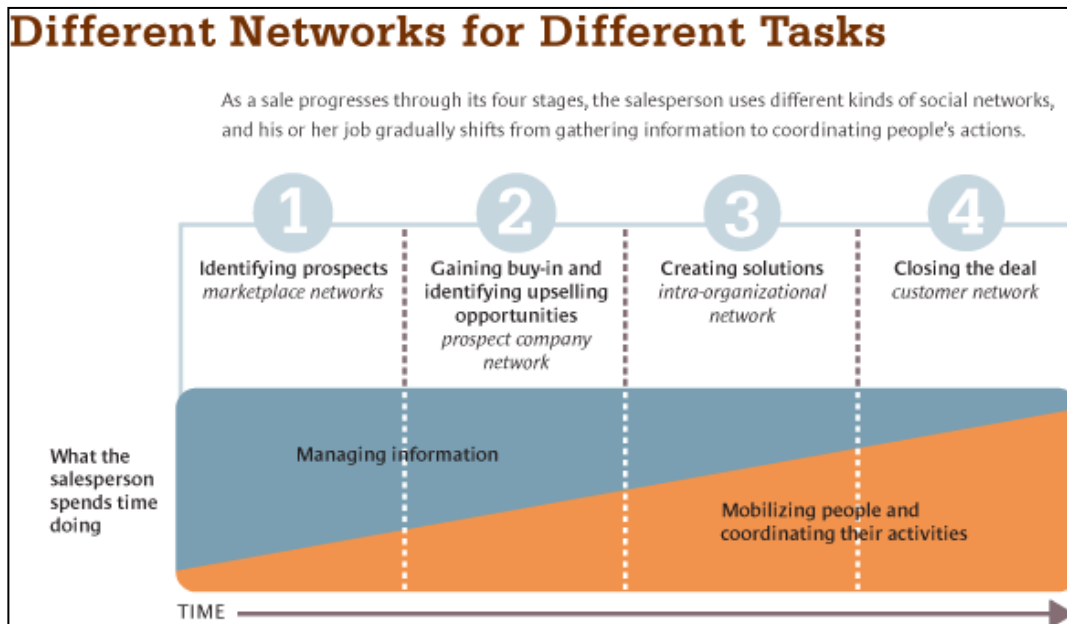 Different Networks for Different Tasks
As a sale progresses through its four stages, the salesperson uses different kinds of social networks,
and his or her job gradually shifts from gathering information to coordinating people's actions.
1
Identifying prospects
marketplace networks
2
Gaining buy-in and
identifying upselling
opportunities
prospect company
network
3
Creating solutions
intra-organizational
network
4
Closing the deal
customer network
What the
salesperson
spends time
doing
Managing information
Mobilizing people and
coordinating their activities
TIME